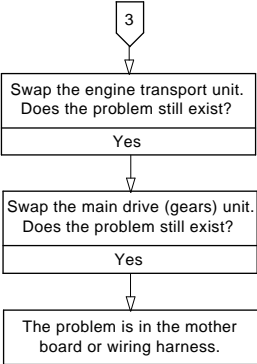 3
Swap the engine transport unit.
Does the problem still exist?
Yes
Swap the main drive (gears) unit.
Does the problem still exist?
Yes
The problem is in the mother
board or wiring harness.